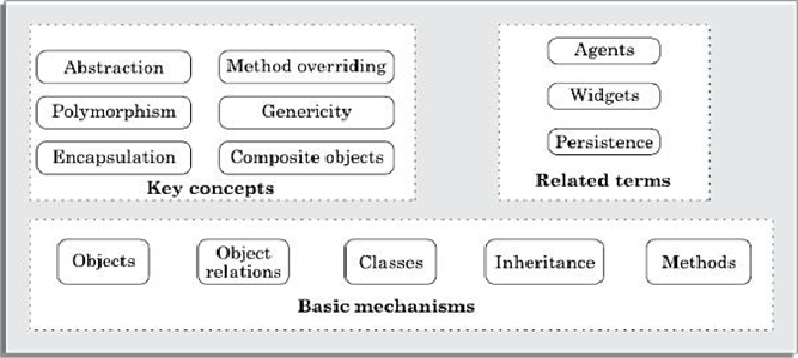 Abstraction
Method overriding
Polymorphism
Genericity
Encapsulation
Composite objects
Key concepts
Agents
Widgets
Persistence
Related terms
Objects
Object
relations
Classes
Inheritance
Methods
Basic mechanisms